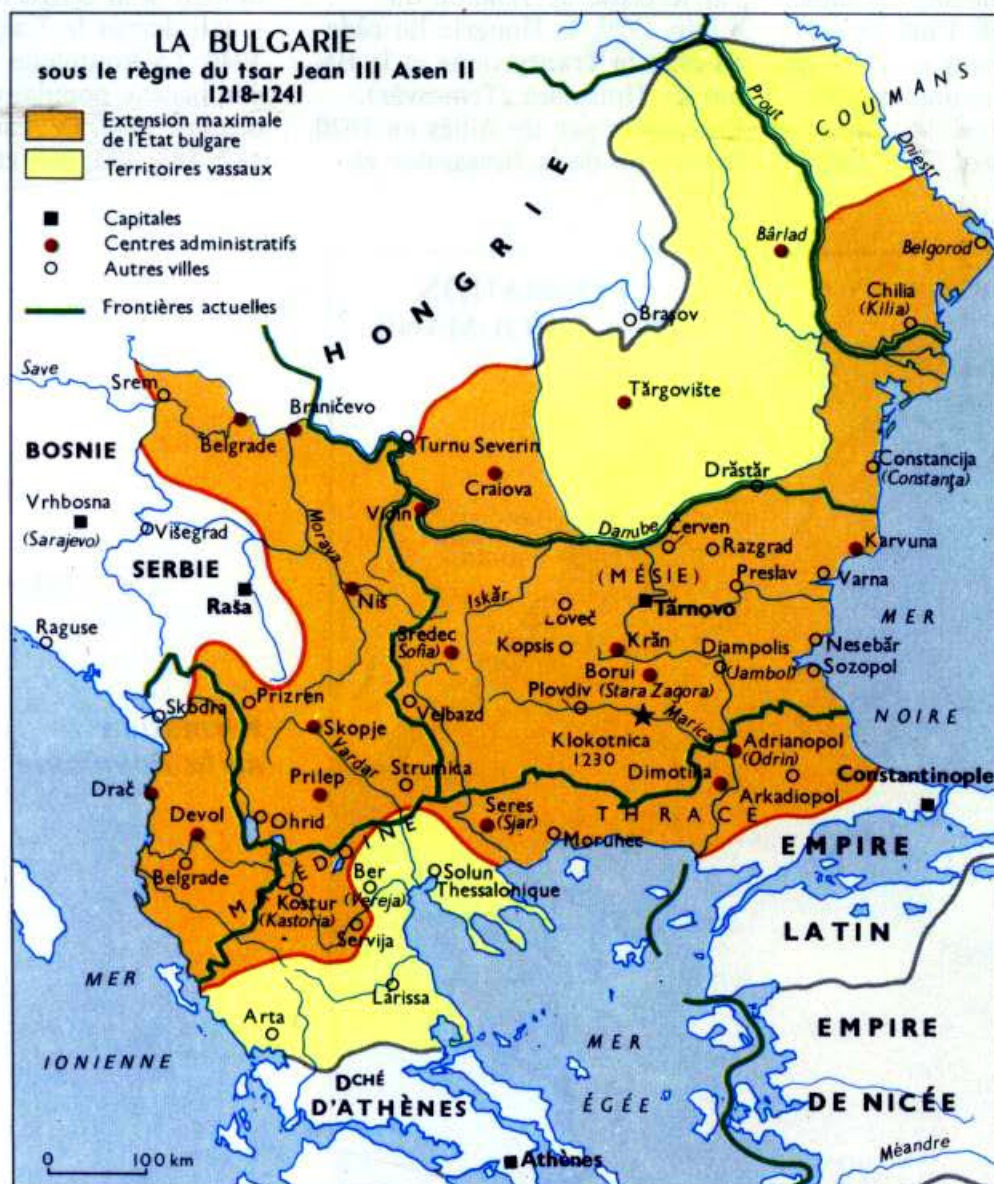 LA BULGARIE
sous le règne du tsar Jean III Asen II
1218-1241
Extension maximale
de l'État bulgare
Territoires vassaux
Capitales
Centres administratifs
Autres villes
Frontières actuelles
HONGRIE
COUMANS
Prout
Dniestr
Bârlad
Belgorod
Chilia
(Kilia)
Brașov
Târgovište
Save
Srem
Braničevo
Belgrade
Turnu Severin
Craiova
Drăstăr
Constancija
(Constanța)
BOSNIE
Vrhbosna
(Sarajevo)
Višegrad
Morava
Vidin
Danube
Červen
Razgrad
Karvuna
SERBIE
Raša
Niš
Iskăr
(MÉSIE)
Preslav
Varna
Loveč
Tărnovo
MER
Raguse
Sredec
(Sofia)
Kopsis
Krăn
Diampolis
(Jambol)
Nesebăr
Sozopol
Borui
(Stara Zagora)
Plovdiv
Prizren
Skodra
Velbazd
Marica
NOIRE
Skopje
Vardar
Klokotnica
1230
Adrianopol
(Odrin)
Constantinople
Drač
Prilep
Strumica
Dimotika
Arkadiopol
Devol
Ohrid
Seres
(Sjar)
THRACE
Morunec
EMPIRE
Belgrade
MACÉDOINE
Ber
(Vereja)
Solun
Thessalonique
Kostur
(Kastoria)
Servija
LATIN
MER
Larissa
Arta
EMPIRE
IONIENNE
MER
DCHÉ
D'ATHÈNES
ÉGÉE
DE NICÉE
Méandre
0 100 km
Athènes